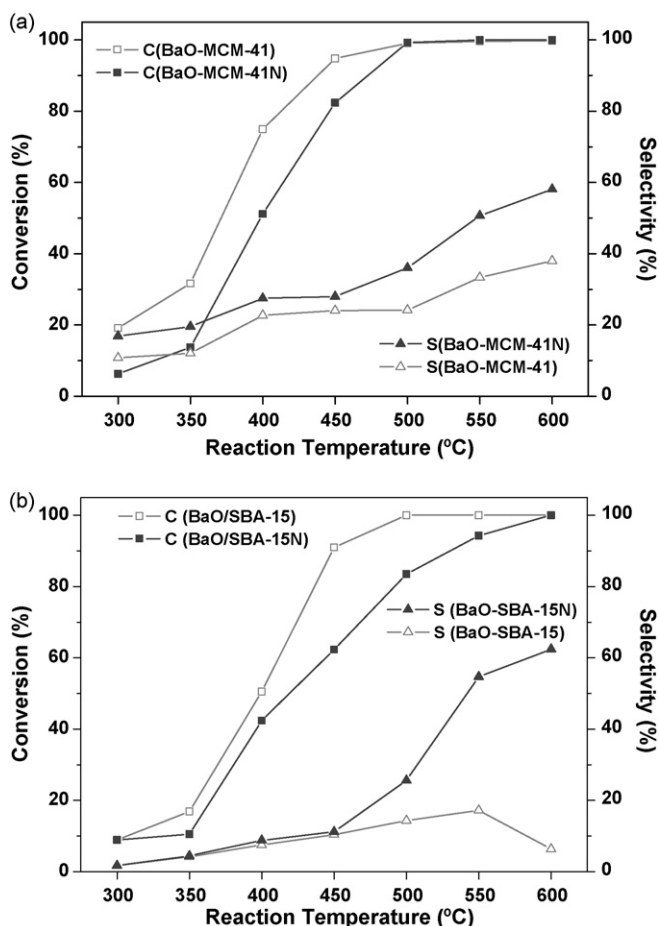 (a)
100
80
60
40
20
0
Conversion (%)
C(BaO-MCM-41)
C(BaO-MCM-41N)
S(BaO-MCM-41N)
S(BaO-MCM-41)
100
80
60
40
20
0
Selectivity (%)
300 350 400 450 500 550 600
Reaction Temperature (ºC)
(b)
100
80
60
40
20
0
Conversion (%)
C (BaO/SBA-15)
C (BaO/SBA-15N)
S (BaO-SBA-15N)
S (BaO-SBA-15)
100
80
60
40
20
0
Selectivity (%)
300 350 400 450 500 550 600
Reaction Temperature (ºC)